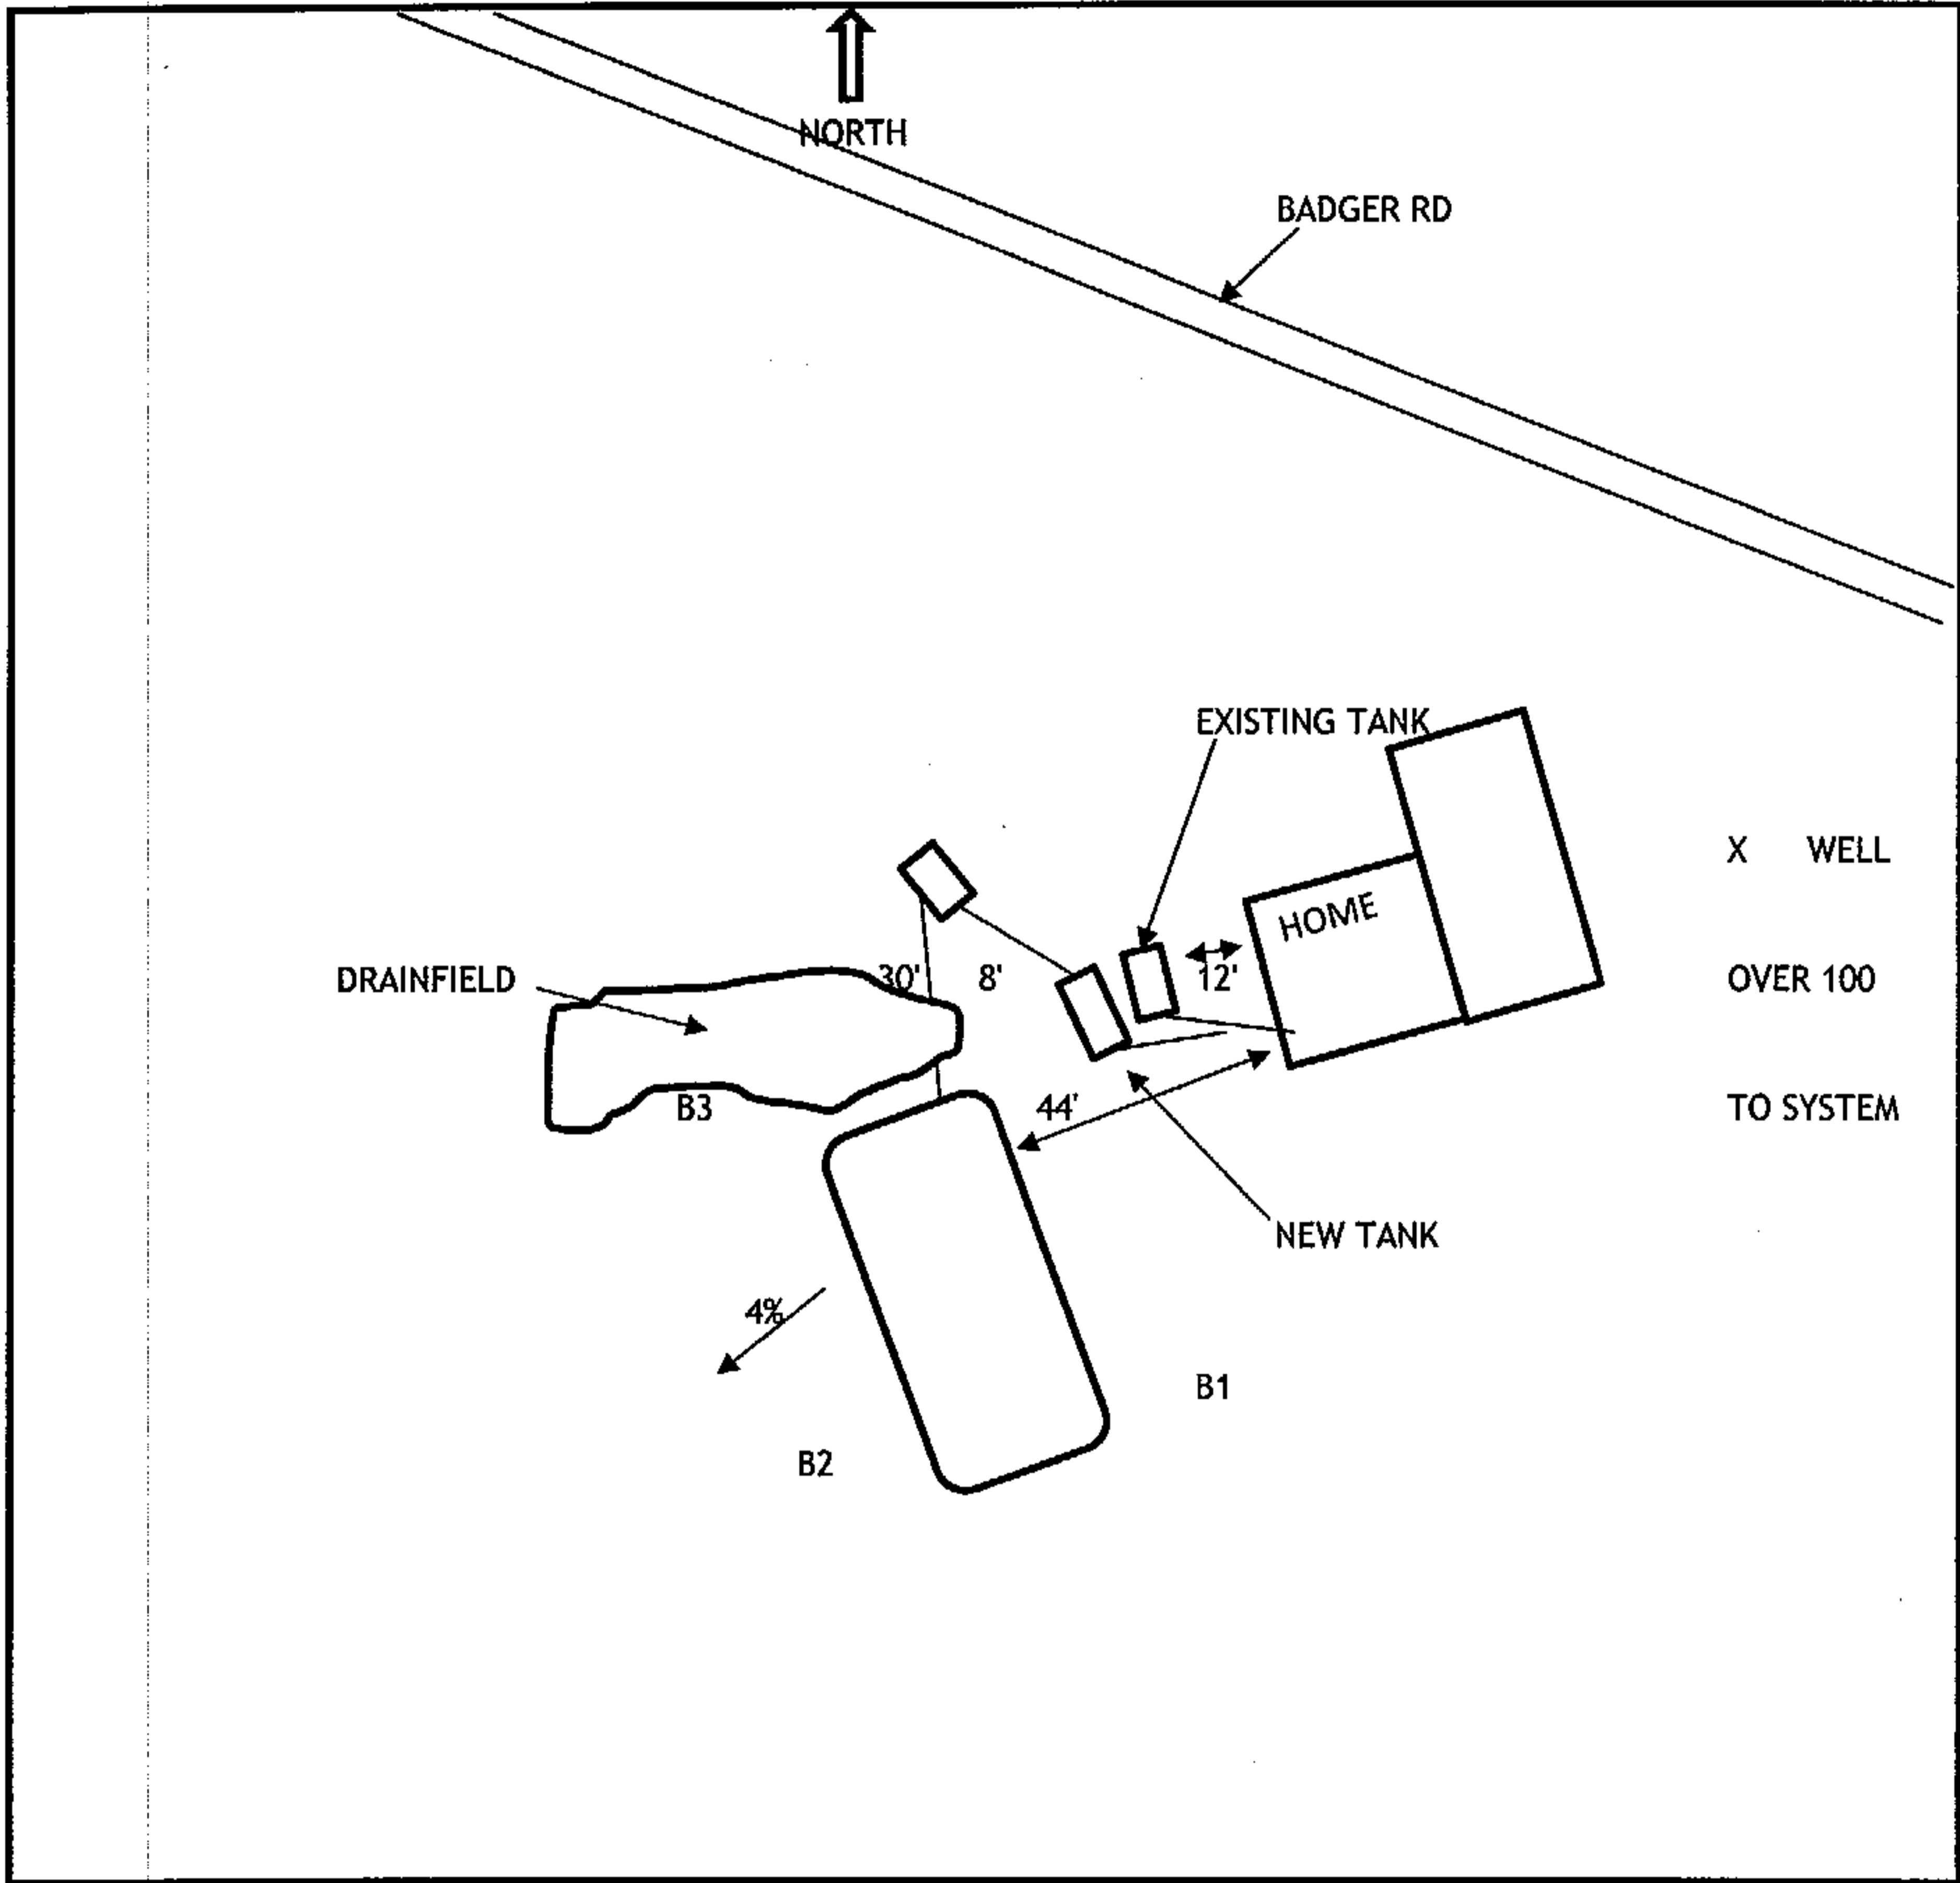 NORTH
BADGER RD
EXISTING TANK
X WELL
HOME
DRAINFIELD
30'
8'
12'
OVER 100
B3
44'
TO SYSTEM
NEW TANK
4%
B1
B2